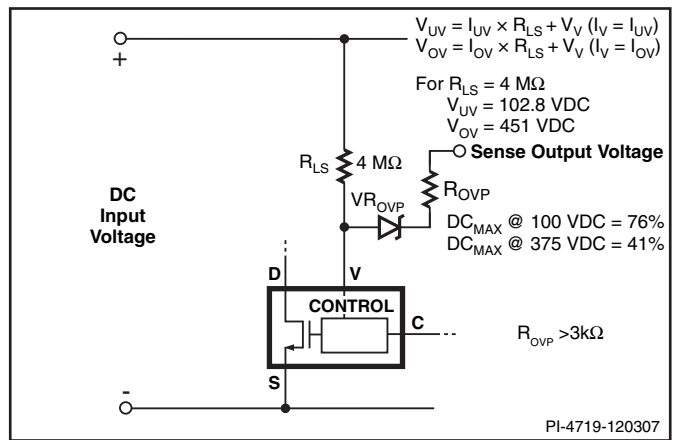 V_UV = I_UV × R_LS + V_V (I_V = I_UV)
V_OV = I_OV × R_LS + V_V (I_V = I_OV)
+
For R_LS = 4 MΩ
V_UV = 102.8 VDC
V_OV = 451 VDC
Sense Output Voltage
R_LS
4 MΩ
R_OVP
VR_OVP
DC
Input
Voltage
DC_MAX @ 100 VDC = 76%
DC_MAX @ 375 VDC = 41%
D
V
CONTROL
C
R_OVP >3kΩ
S
-
PI-4719-120307